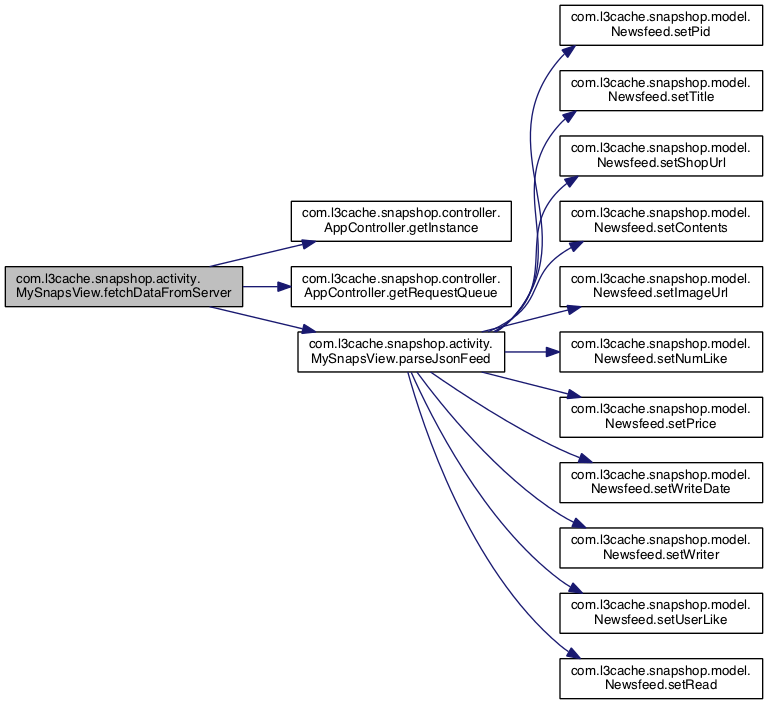 com.l3cache.snapshop.activity.
MySnapsView.fetchDataFromServer
com.l3cache.snapshop.controller.
AppController.getInstance
com.l3cache.snapshop.controller.
AppController.getRequestQueue
com.l3cache.snapshop.activity.
MySnapsView.parseJsonFeed
com.l3cache.snapshop.model.
Newsfeed.setPid
com.l3cache.snapshop.model.
Newsfeed.setTitle
com.l3cache.snapshop.model.
Newsfeed.setShopUrl
com.l3cache.snapshop.model.
Newsfeed.setContents
com.l3cache.snapshop.model.
Newsfeed.setImageUrl
com.l3cache.snapshop.model.
Newsfeed.setNumLike
com.l3cache.snapshop.model.
Newsfeed.setPrice
com.l3cache.snapshop.model.
Newsfeed.setWriteDate
com.l3cache.snapshop.model.
Newsfeed.setWriter
com.l3cache.snapshop.model.
Newsfeed.setUserLike
com.l3cache.snapshop.model.
Newsfeed.setRead